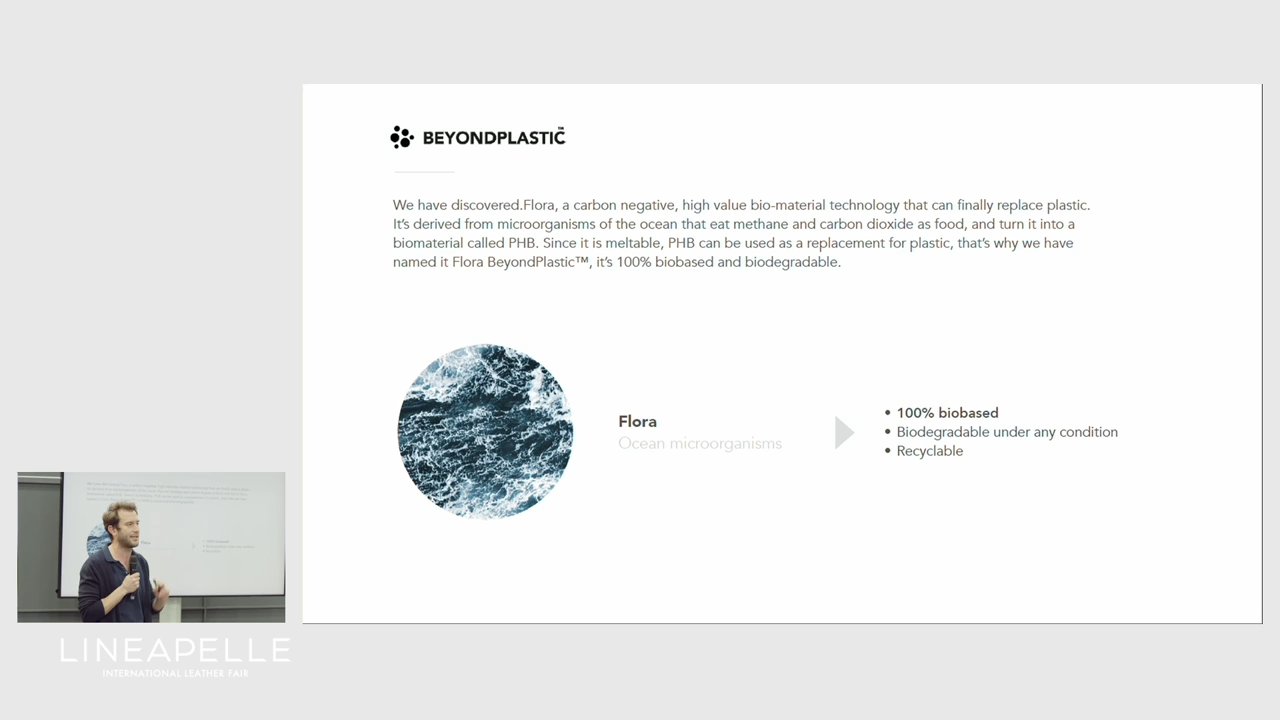 BEYONDPLASTIC™
We have discovered.Flora, a carbon negative, high value bio-material technology that can finally replace plastic.
It's derived from microorganisms of the ocean that eat methane and carbon dioxide as food, and turn it into a
biomaterial called PHB. Since it is meltable, PHB can be used as a replacement for plastic, that's why we have
named it Flora BeyondPlastic™, it's 100% biobased and biodegradable.
Flora
Ocean microorganisms
• 100% biobased
• Biodegradable under any condition
• Recyclable
LINEAPELLE
INTERNATIONAL LEATHER FAIR